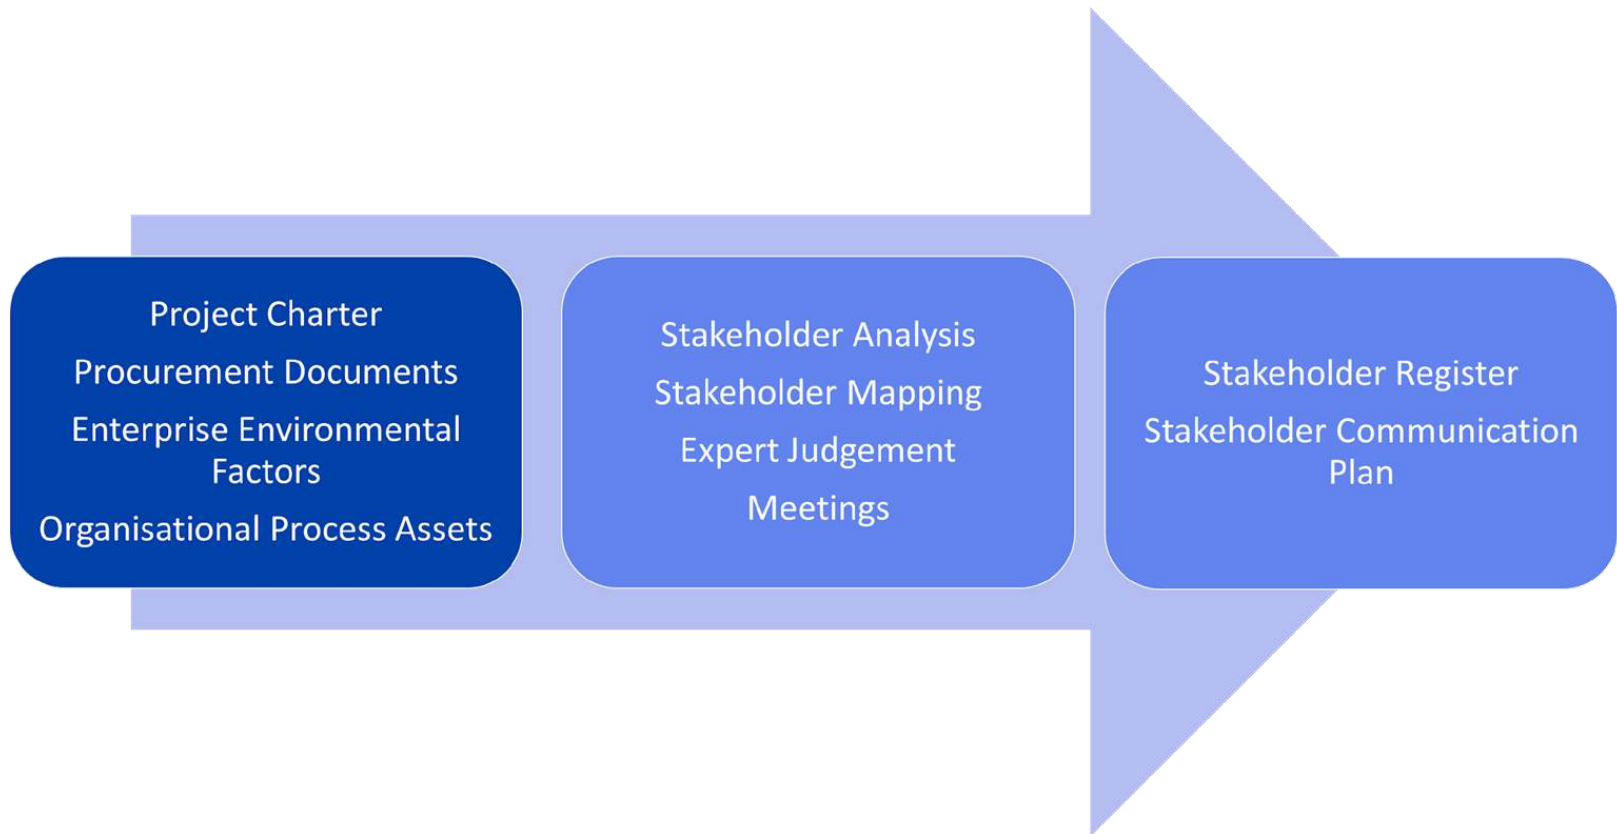 Project Charter
Procurement Documents
Enterprise Environmental
Factors
Organisational Process Assets
Stakeholder Analysis
Stakeholder Mapping
Expert Judgement
Meetings
Stakeholder Register
Stakeholder Communication
Plan